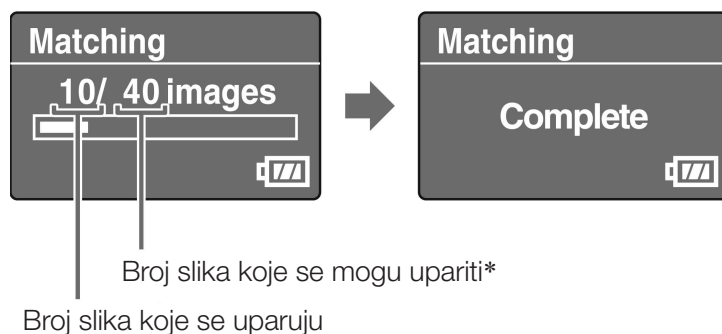 Matching
10/ 40 images
Matching
Complete
Broj slika koje se mogu upariti*
Broj slika koje se uparuju